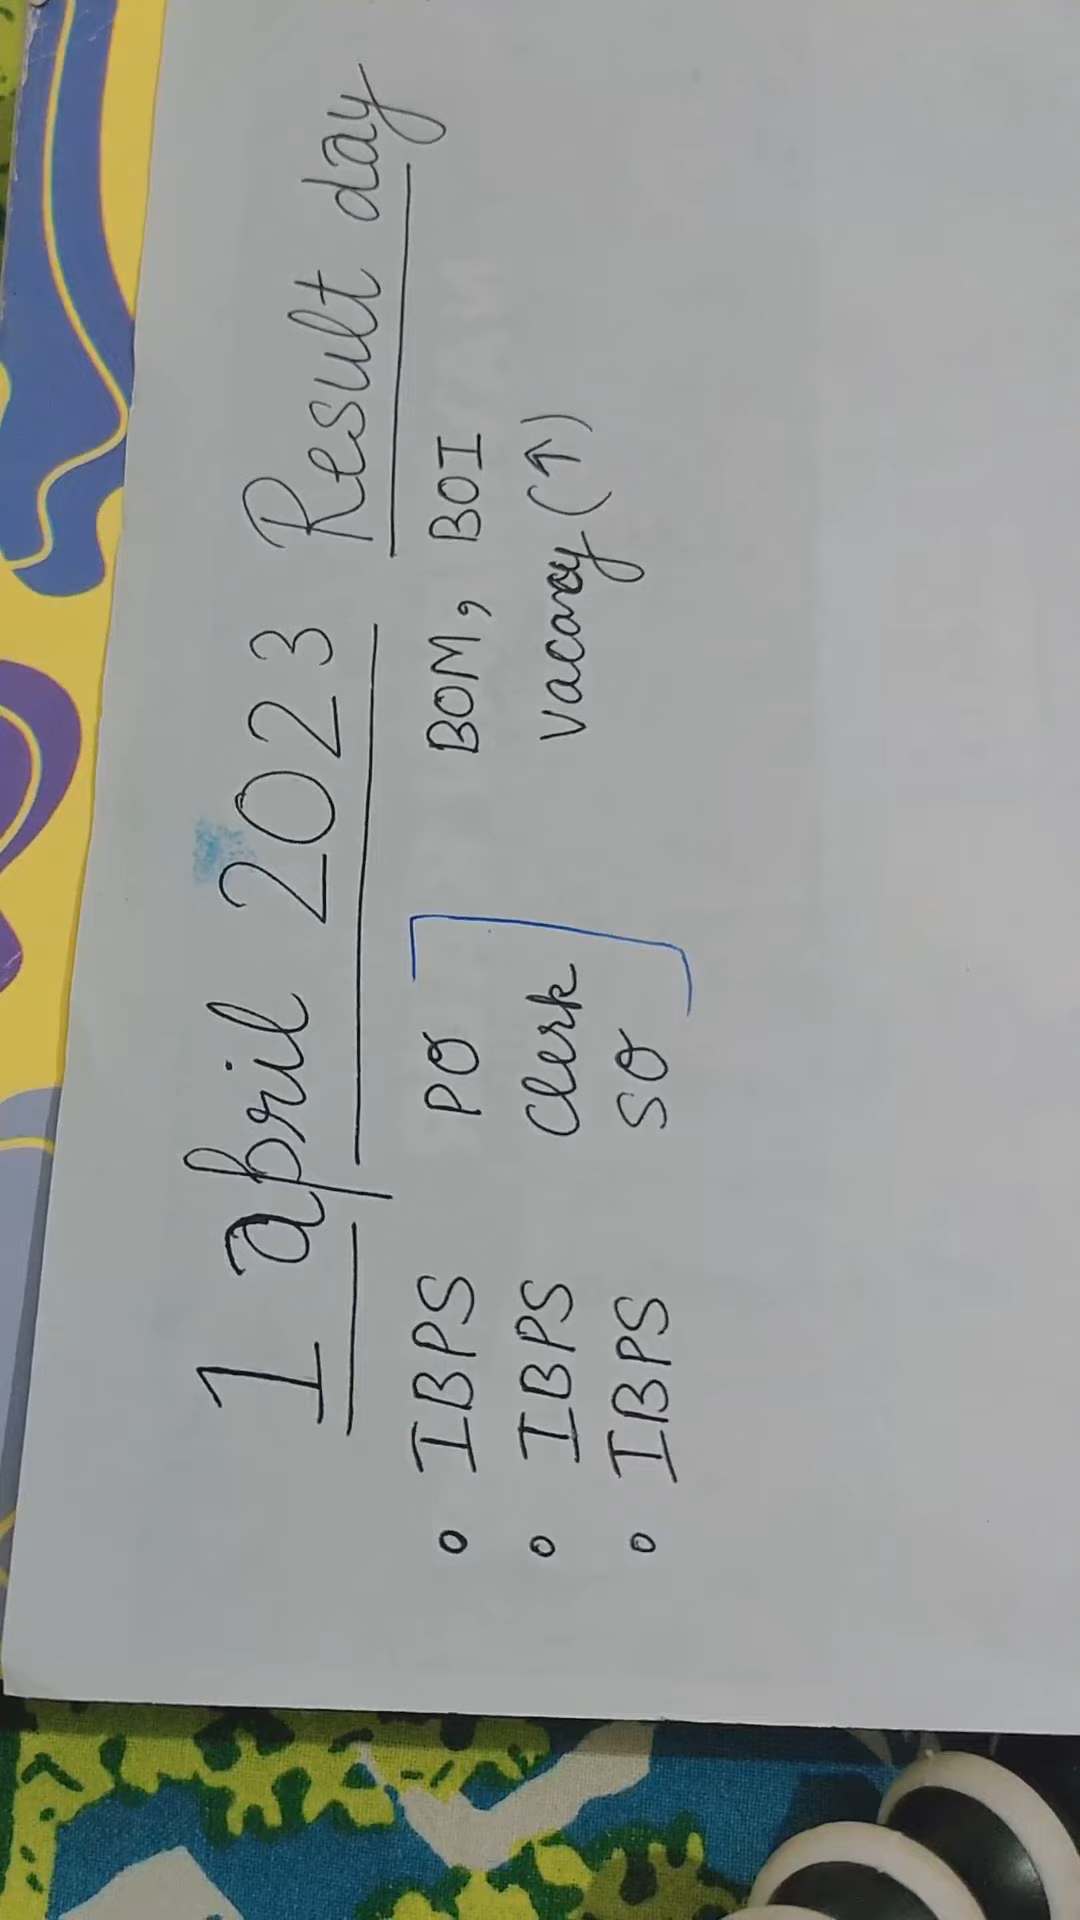 1 april 2023 Result day
• IBPS PO
• IBPS Clerk
• IBPS SO
BOM, BOI
Vacancy (↑)